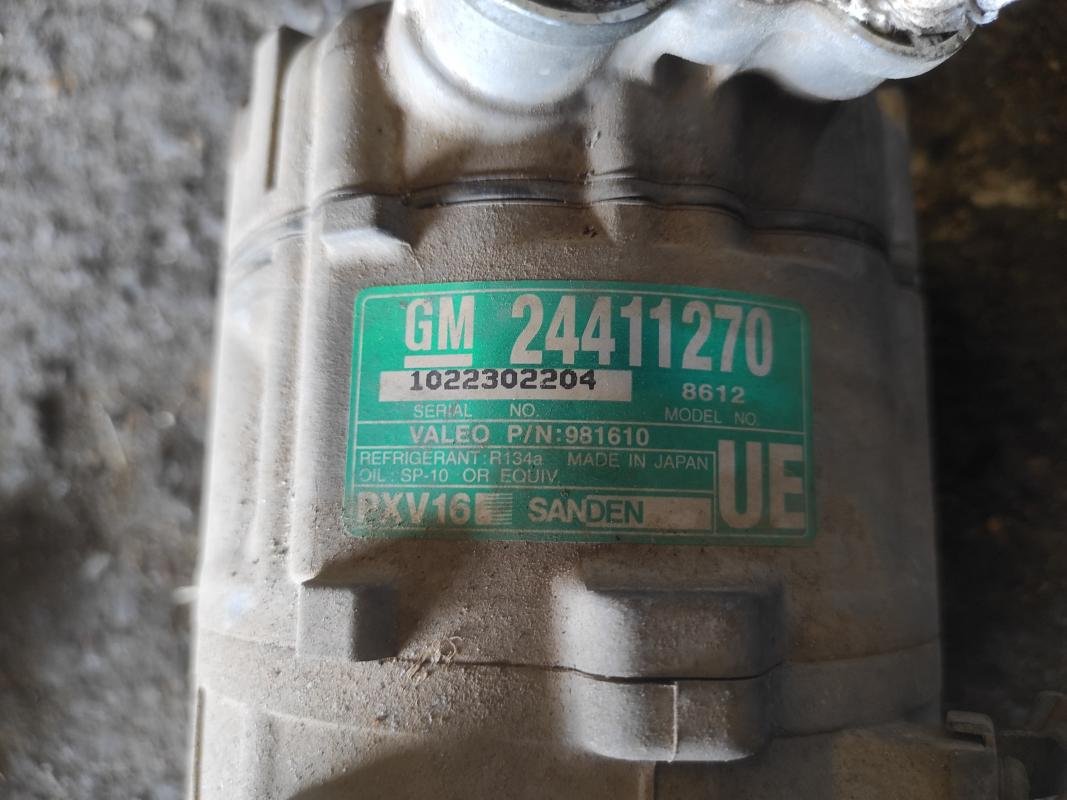 GM 24411270
1022302204 8612
SERIAL NO. MODEL NO.
VALEO P/N:981610
REFRIGERANT:R134a MADE IN JAPAN
OIL: SP-10 OR EQUIV.
UE
PXV16 SANDEN